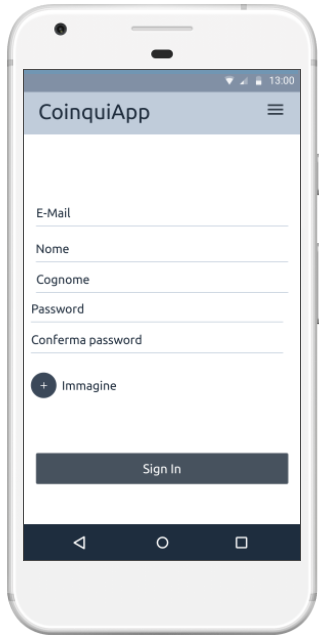 13:00
CoinquiApp
E-Mail
Nome
Cognome
Password
Conferma password
+ Immagine
Sign In